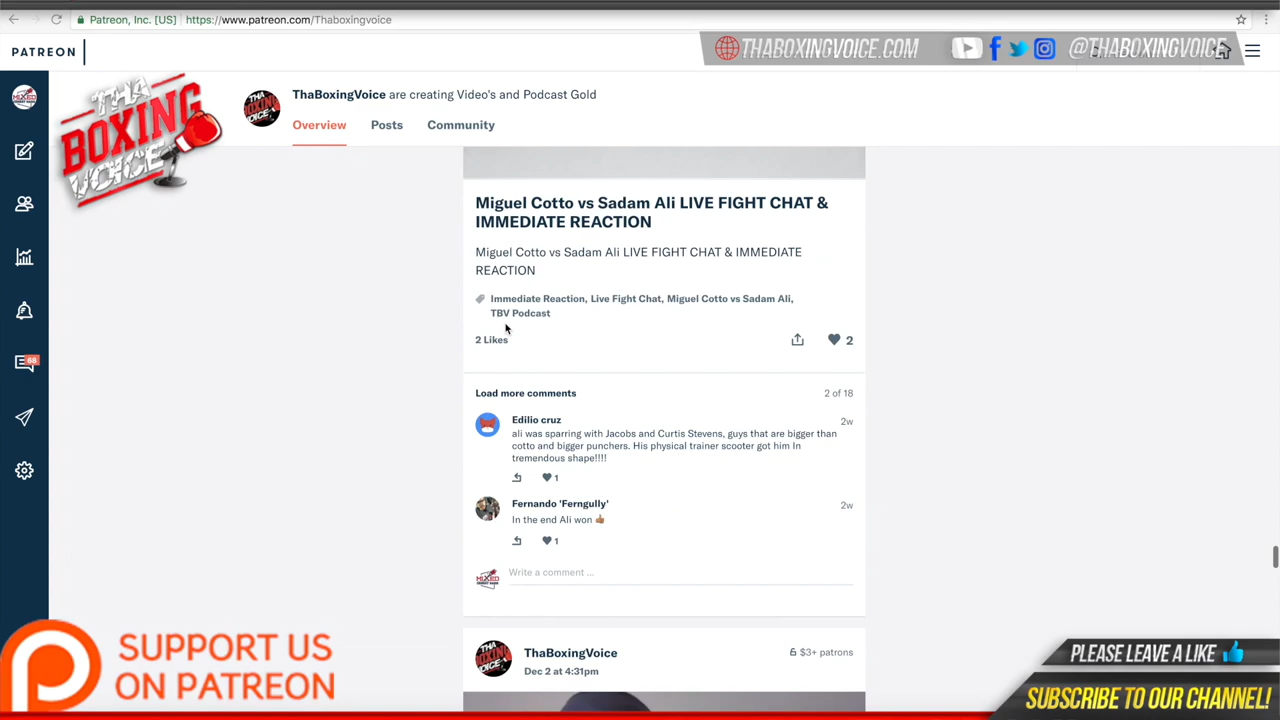 Patreon, Inc. [US]
https://www.patreon.com/Thaboxingvoice
PATREON
THABOXINGVOICE.COM
@THABOXINGVOICE
THA BOXING VOICE
ThaBoxingVoice are creating Video's and Podcast Gold
Overview
Posts
Community
Miguel Cotto vs Sadam Ali LIVE FIGHT CHAT &
IMMEDIATE REACTION
Miguel Cotto vs Sadam Ali LIVE FIGHT CHAT & IMMEDIATE
REACTION
Immediate Reaction, Live Fight Chat, Miguel Cotto vs Sadam Ali,
TBV Podcast
2 Likes
2
68
Load more comments
2 of 18
Edilio cruz
2w
ali was sparring with Jacobs and Curtis Stevens, guys that are bigger than
cotto and bigger punchers. His physical trainer scooter got him In
tremendous shape!!!!
1
Fernando 'Ferngully'
2w
In the end Ali won 👍🏽
1
Write a comment ...
ThaBoxingVoice
$3+ patrons
Dec 2 at 4:31pm
SUPPORT US
ON PATREON
PLEASE LEAVE A LIKE
SUBSCRIBE TO OUR CHANNEL!